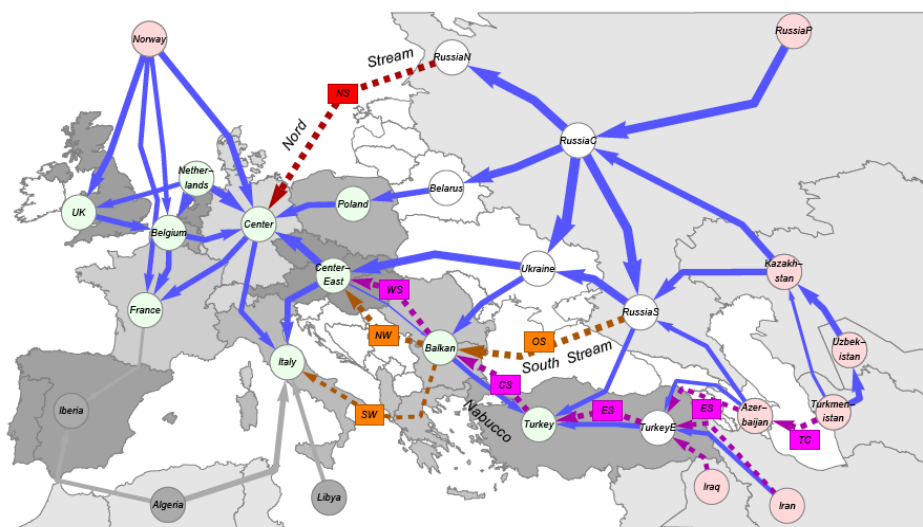 Norway
Stream
RussiaN
RussiaP
NS
Nord
RussiaC
Nether–
lands
Belarus
UK
Poland
Belgium
Center
Center–
East
Ukraine
Kazakh–
stan
WS
France
RussiaS
NW
Balkan
OS
South Stream
Uzbek–
istan
Italy
CS
Iberia
SW
Nabucco
Turkey
ES
TurkeyE
ES
Azer–
baijan
Turkmen–
istan
TC
Algeria
Libya
Iraq
Iran